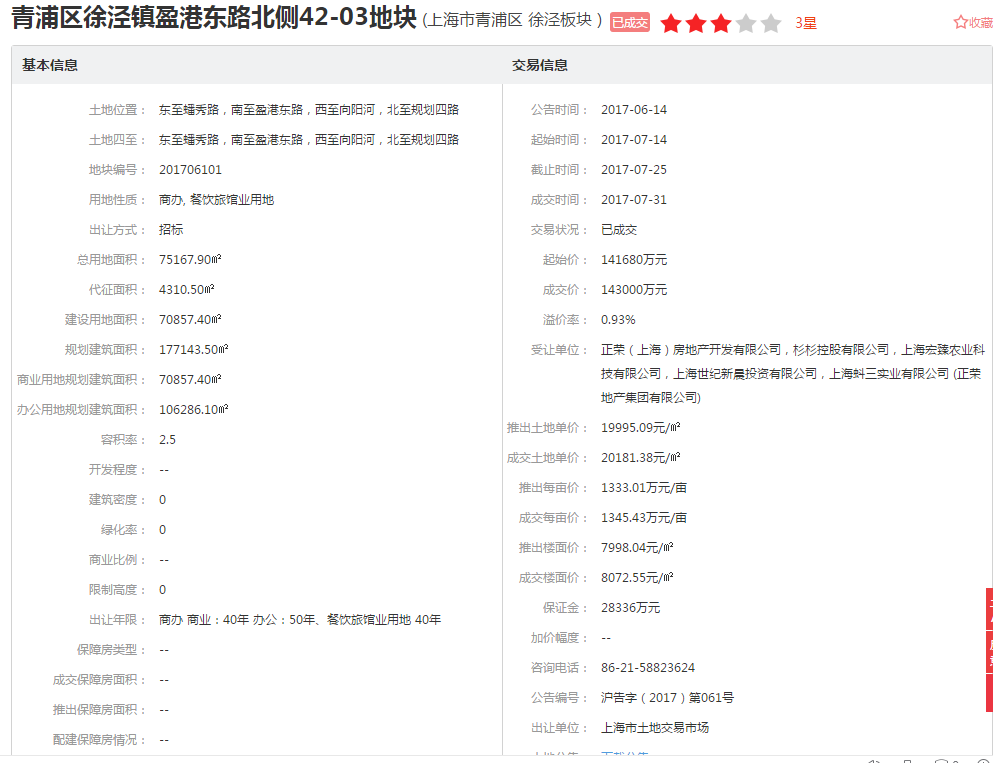 青浦区徐泾镇盈港东路北侧42-03地块 (上海市青浦区 徐泾板块 ) 已成交 3星 收藏
基本信息
土地位置： 东至蟠秀路，南至盈港东路，西至向阳河，北至规划四路
土地四至： 东至蟠秀路，南至盈港东路，西至向阳河，北至规划四路
地块编号： 201706101
用地性质： 商办, 餐饮旅馆业用地
出让方式： 招标
总用地面积： 75167.90㎡
代征面积： 4310.50㎡
建设用地面积： 70857.40㎡
规划建筑面积： 177143.50㎡
商业用地规划建筑面积： 70857.40㎡
办公用地规划建筑面积： 106286.10㎡
容积率： 2.5
开发程度： --
建筑密度： 0
绿化率： 0
商业比例： --
限制高度： 0
出让年限： 商办 商业：40年 办公：50年、餐饮旅馆业用地 40年
保障房类型： --
成交保障房面积： --
推出保障房面积： --
配建保障房情况： --
交易信息
公告时间： 2017-06-14
起始时间： 2017-07-14
截止时间： 2017-07-25
成交时间： 2017-07-31
交易状况： 已成交
起始价： 141680万元
成交价： 143000万元
溢价率： 0.93%
受让单位： 正荣（上海）房地产开发有限公司，杉杉控股有限公司，上海宏臻农业科
技有限公司，上海世纪新晨投资有限公司，上海蚪三实业有限公司 (正荣
地产集团有限公司)
推出土地单价： 19995.09元/㎡
成交土地单价： 20181.38元/㎡
推出每亩价： 1333.01万元/亩
成交每亩价： 1345.43万元/亩
推出楼面价： 7998.04元/㎡
成交楼面价： 8072.55元/㎡
保证金： 28336万元
加价幅度： --
咨询电话： 86-21-58823624
公告编号： 沪告字（2017）第061号
出让单位： 上海市土地交易市场